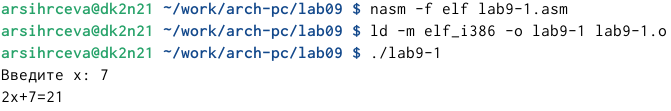 arsihrceva@dk2n21 ~/work/arch-pc/lab09 $ nasm -f elf lab9-1.asm
arsihrceva@dk2n21 ~/work/arch-pc/lab09 $ ld -m elf_i386 -o lab9-1 lab9-1.o
arsihrceva@dk2n21 ~/work/arch-pc/lab09 $ ./lab9-1
Введите x: 7
2x+7=21